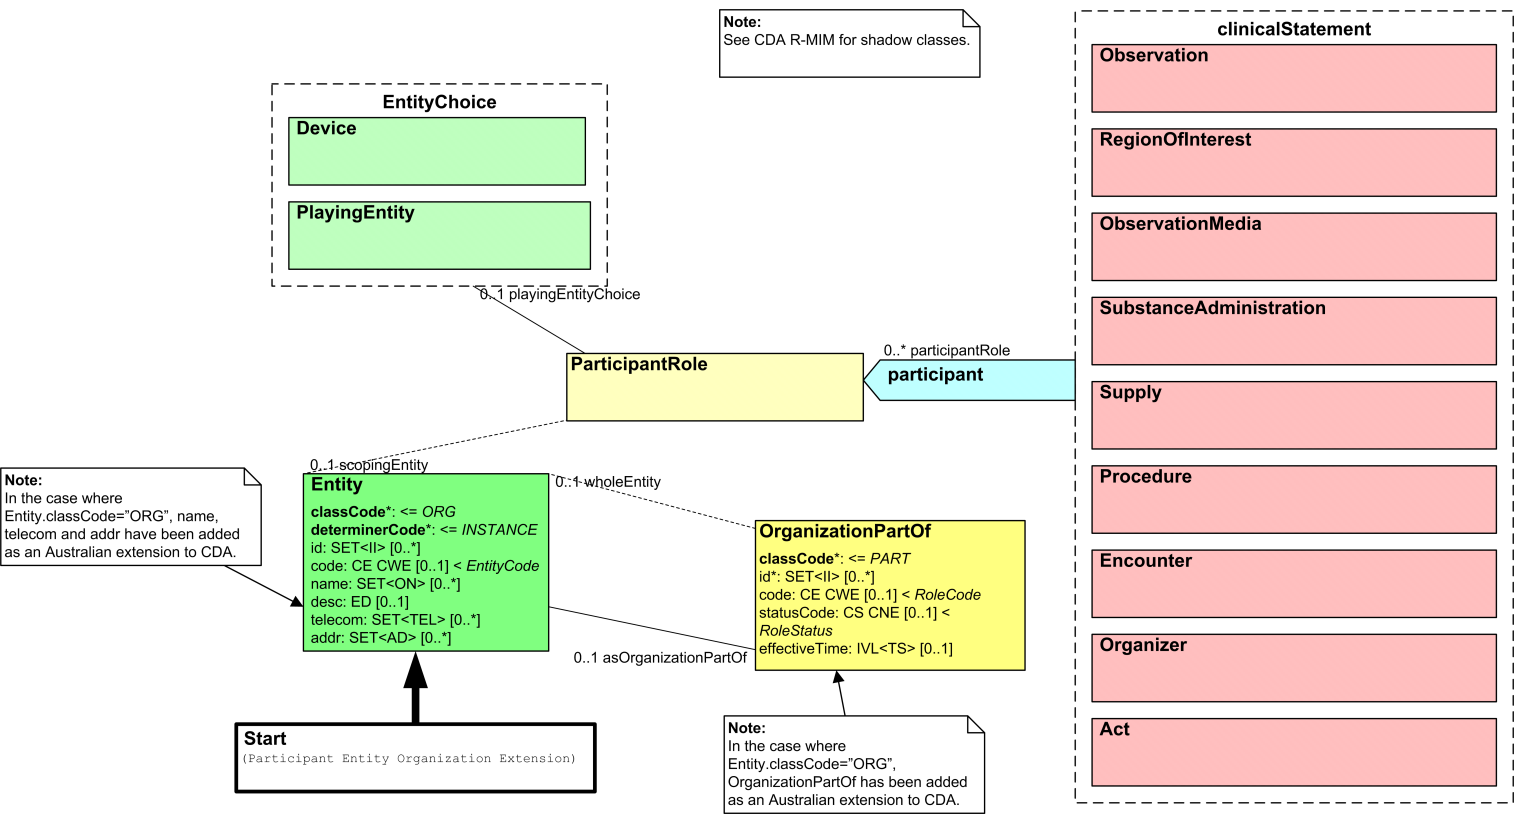 Note:
See CDA R-MIM for shadow classes.
clinicalStatement
Observation
RegionOfInterest
ObservationMedia
SubstanceAdministration
Supply
Procedure
Encounter
Organizer
Act
EntityChoice
Device
PlayingEntity
0..1 playingEntityChoice
ParticipantRole
0..* participantRole
participant
0..1 scopingEntity
Note:
In the case where
Entity.classCode=”ORG”, name,
telecom and addr have been added
as an Australian extension to CDA.
Entity
classCode*: <= ORG
determinerCode*: <= INSTANCE
id: SET<II> [0..*]
code: CE CWE [0..1] < EntityCode
name: SET<ON> [0..*]
desc: ED [0..1]
telecom: SET<TEL> [0..*]
addr: SET<AD> [0..*]
0..1 wholeEntity
OrganizationPartOf
classCode*: <= PART
id*: SET<II> [0..*]
code: CE CWE [0..1] < RoleCode
statusCode: CS CNE [0..1] <
RoleStatus
effectiveTime: IVL<TS> [0..1]
0..1 asOrganizationPartOf
Start
(Participant Entity Organization Extension)
Note:
In the case where
Entity.classCode=”ORG”,
OrganizationPartOf has been added
as an Australian extension to CDA.